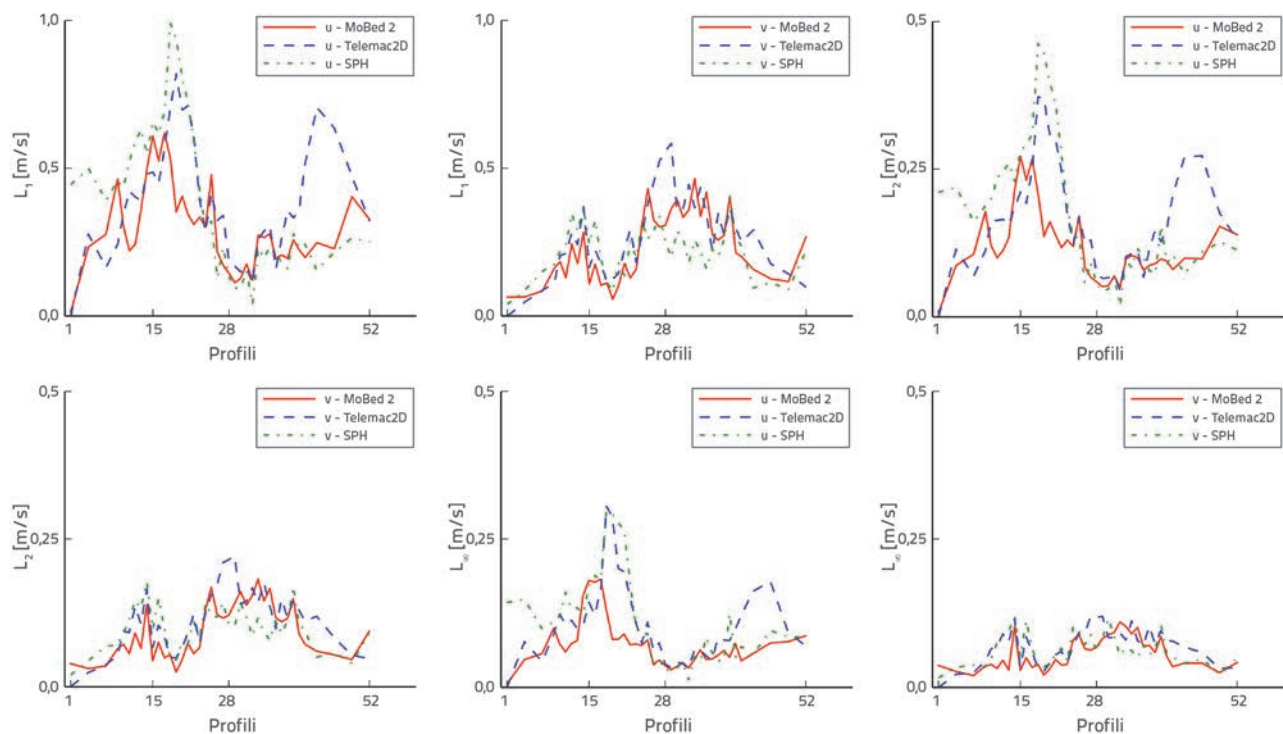 1,0
0,5
0,0
L₁ [m/s]
u - MoBed 2
u - Telemac2D
u - SPH
1
15
28
52
Profili
1,0
0,5
0,0
L₁ [m/s]
v - MoBed 2
v - Telemac2D
v - SPH
1
15
28
52
Profili
0,5
0,25
0,0
L₂ [m/s]
u - MoBed 2
u - Telemac2D
u - SPH
1
15
28
52
Profili
0,5
0,25
0,0
L₂ [m/s]
v - MoBed 2
v - Telemac2D
v - SPH
1
15
28
52
Profili
0,5
0,25
0,0
L∞ [m/s]
u - MoBed 2
u - Telemac2D
u - SPH
1
15
28
52
Profili
0,5
0,25
0,0
L∞ [m/s]
v - MoBed 2
v - Telemac2D
v - SPH
1
15
28
52
Profili